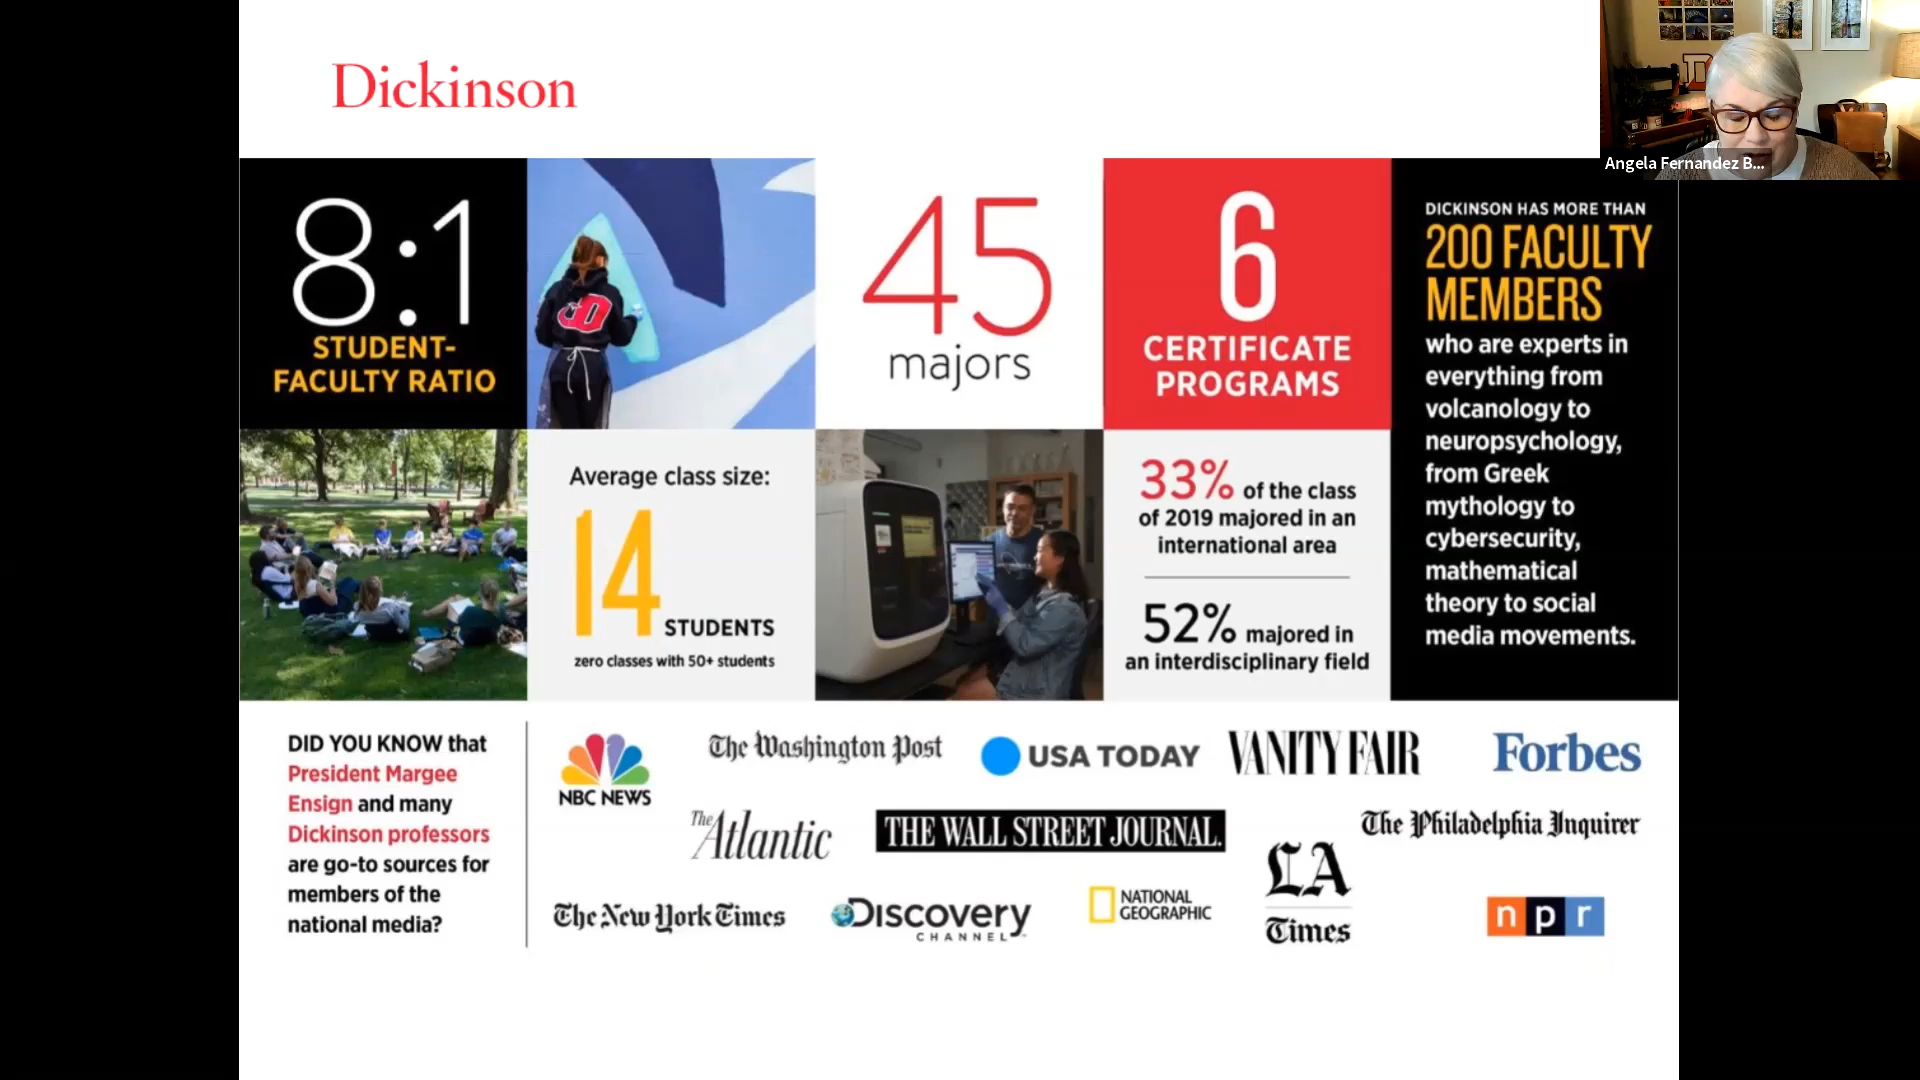 Dickinson
Angela Fernandez B...
8:1
STUDENT-
FACULTY RATIO
D
45
majors
6
CERTIFICATE
PROGRAMS
DICKINSON HAS MORE THAN
200 FACULTY
MEMBERS
who are experts in
everything from
volcanology to
neuropsychology,
from Greek
mythology to
cybersecurity,
mathematical
theory to social
media movements.
Average class size:
14 STUDENTS
zero classes with 50+ students
33% of the class
of 2019 majored in an
international area
52% majored in
an interdisciplinary field
DID YOU KNOW that
President Margee
Ensign and many
Dickinson professors
are go-to sources for
members of the
national media?
NBC NEWS
The Washington Post
USA TODAY
VANITY FAIR
Forbes
The Atlantic
THE WALL STREET JOURNAL.
The Philadelphia Inquirer
LA
Times
The New York Times
Discovery
CHANNEL
NATIONAL
GEOGRAPHIC
npr